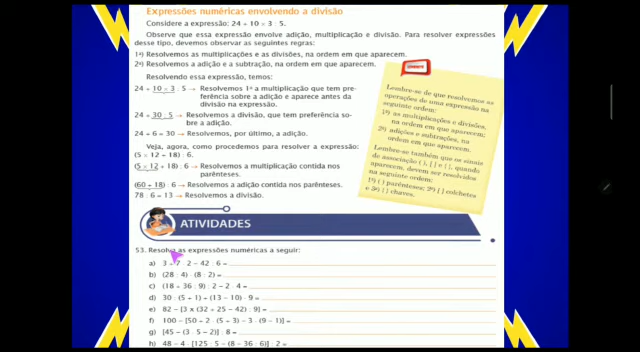 Expressões numéricas envolvendo a divisão
Considere a expressão: 24 + 10 × 3 : 5.
Observe que essa expressão envolve adição, multiplicação e divisão. Para resolver expressões
desse tipo, devemos observar as seguintes regras:
1ª) Resolvemos as multiplicações e as divisões, na ordem em que aparecem.
2ª) Resolvemos a adição e a subtração, na ordem em que aparecem.
Resolvendo essa expressão, temos:
24 + 10 × 3 : 5 → Resolvemos 1º a multiplicação que tem pre-
ferência sobre a adição e aparece antes da
divisão na expressão.
24 + 30 : 5 → Resolvemos a divisão, que tem preferência so-
bre a adição.
24 + 6 = 30 → Resolvemos, por último, a adição.
Veja, agora, como procedemos para resolver a expressão:
(5 × 12 + 18) : 6.
(5 × 12 + 18) : 6 → Resolvemos a multiplicação contida nos
parênteses.
(60 + 18) : 6 → Resolvemos a adição contida nos parênteses.
78 : 6 = 13 → Resolvemos a divisão.
Lembre-se de que resolvemos as
operações de uma expressão na
seguinte ordem:
1º) as multiplicações e divisões,
na ordem em que aparecem;
2º) adições e subtrações, na
ordem em que aparecem.
Lembre-se também que os sinais
de associação ( ), [ ] e { }, quando
aparecem, devem ser resolvidos
na seguinte ordem:
1º) ( ) parênteses; 2º) [ ] colchetes
e 3º) { } chaves.
ATIVIDADES
53. Resolva as expressões numéricas a seguir:
a) 3 + 7 · 2 – 42 : 6 =
b) (28 : 4) · (8 : 2) =
c) (18 + 36 : 9) : 2 – 2 · 4 =
d) 30 : (5 + 1) + (13 – 10) · 9 =
e) 82 – [3 × (32 + 25 – 42) : 9] =
f) 100 – [50 + 2 · (5 + 3) – 3 · (9 – 1)] =
g) [45 – (3 · 5 – 2)] : 8 =
h) 48 – 4 · [125 : 5 – (8 – 36 : 6)] : 2 =